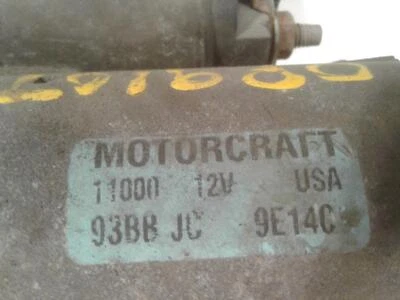 MOTORCRAFT
11000 12V USA
93BB JC 9E14C